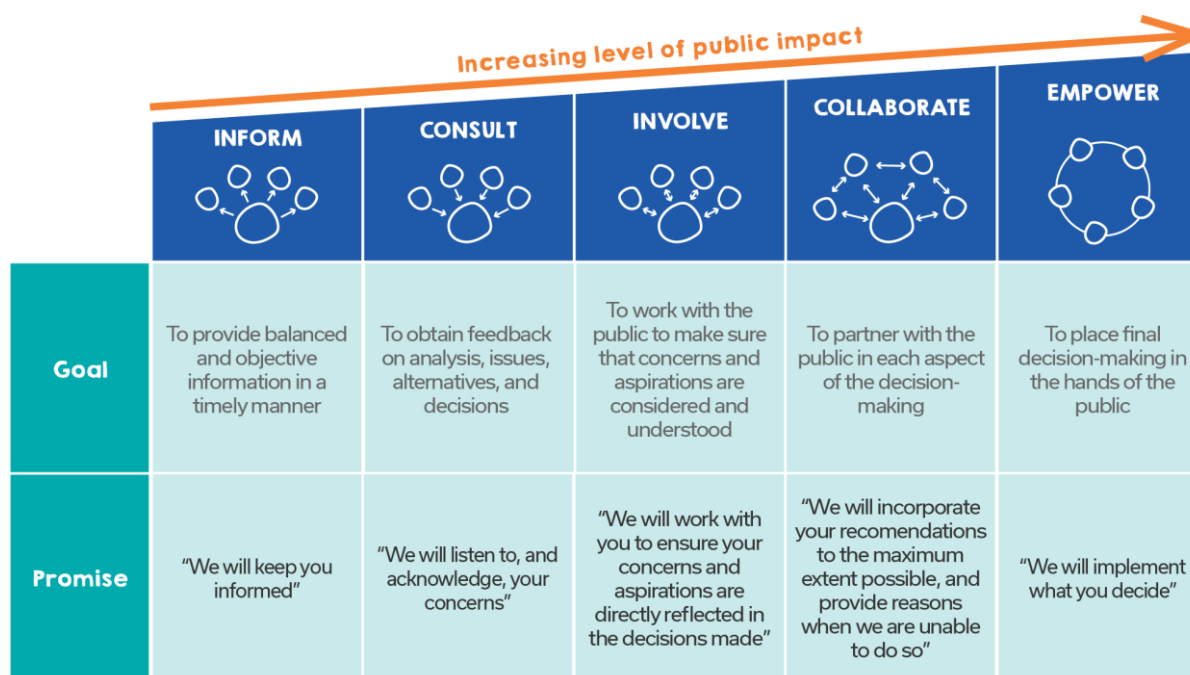 Increasing level of public impact
INFORM
CONSULT
INVOLVE
COLLABORATE
EMPOWER
Goal
To provide balanced
and objective
information in a
timely manner
To obtain feedback
on analysis, issues,
alternatives, and
decisions
To work with the
public to make sure
that concerns and
aspirations are
considered and
understood
To partner with the
public in each aspect
of the decision-
making
To place final
decision-making in
the hands of the
public
Promise
“We will keep you
informed”
“We will listen to, and
acknowledge, your
concerns”
“We will work with
you to ensure your
concerns and
aspirations are
directly reflected in
the decisions made”
“We will incorporate
your recomendations
to the maximum
extent possible, and
provide reasons
when we are unable
to do so”
“We will implement
what you decide”